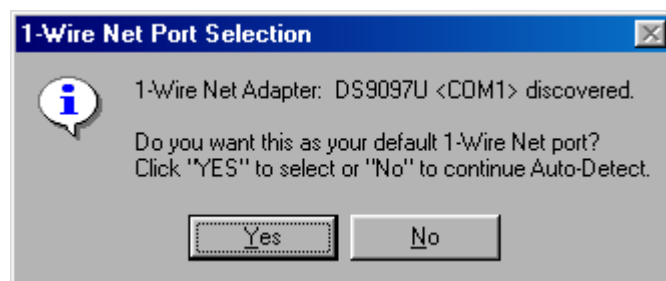 1-Wire Net Port Selection
1-Wire Net Adapter:  DS9097U <COM1> discovered.
Do you want this as your default 1-Wire Net port?
Click "YES" to select or "No" to continue Auto-Detect.
Yes
No